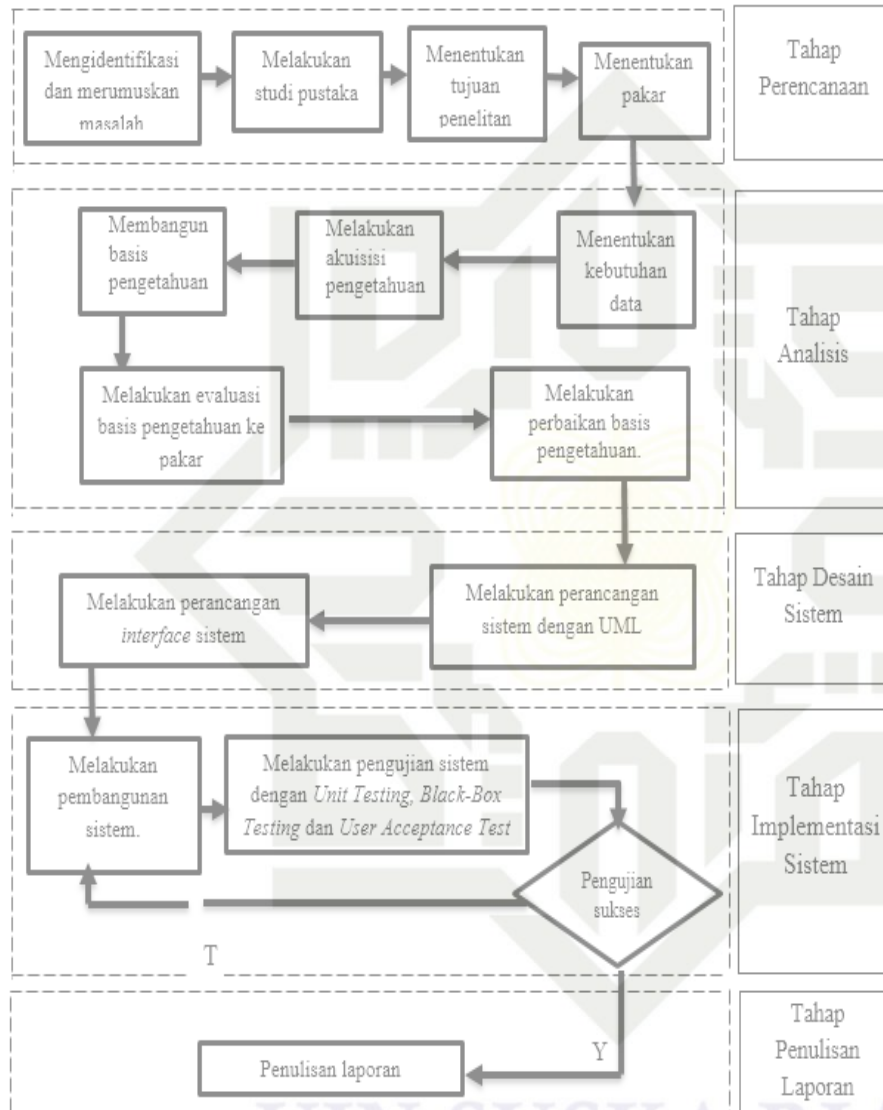 Mengidentifikasi
dan merumuskan
masalah
Melakukan
studi pustaka
Menentukan
tujuan
penelitan
Menentukan
pakar
Tahap
Perencanaan
Membangun
basis
pengetahuan
Melakukan
akuisisi
pengetahuan
Menentukan
kebutuhan
data
Tahap
Analisis
Melakukan evaluasi
basis pengetahuan ke
pakar
Melakukan
perbaikan basis
pengetahuan.
Melakukan perancangan
interface sistem
Melakukan perancangan
sistem dengan UML
Tahap Desain
Sistem
Melakukan
pembangunan
sistem.
Melakukan pengujian sistem
dengan Unit Testing, Black-Box
Testing dan User Acceptance Test
Pengujian
sukses
T
Tahap
Implementasi
Sistem
Penulisan laporan
Y
Tahap
Penulisan
Laporan